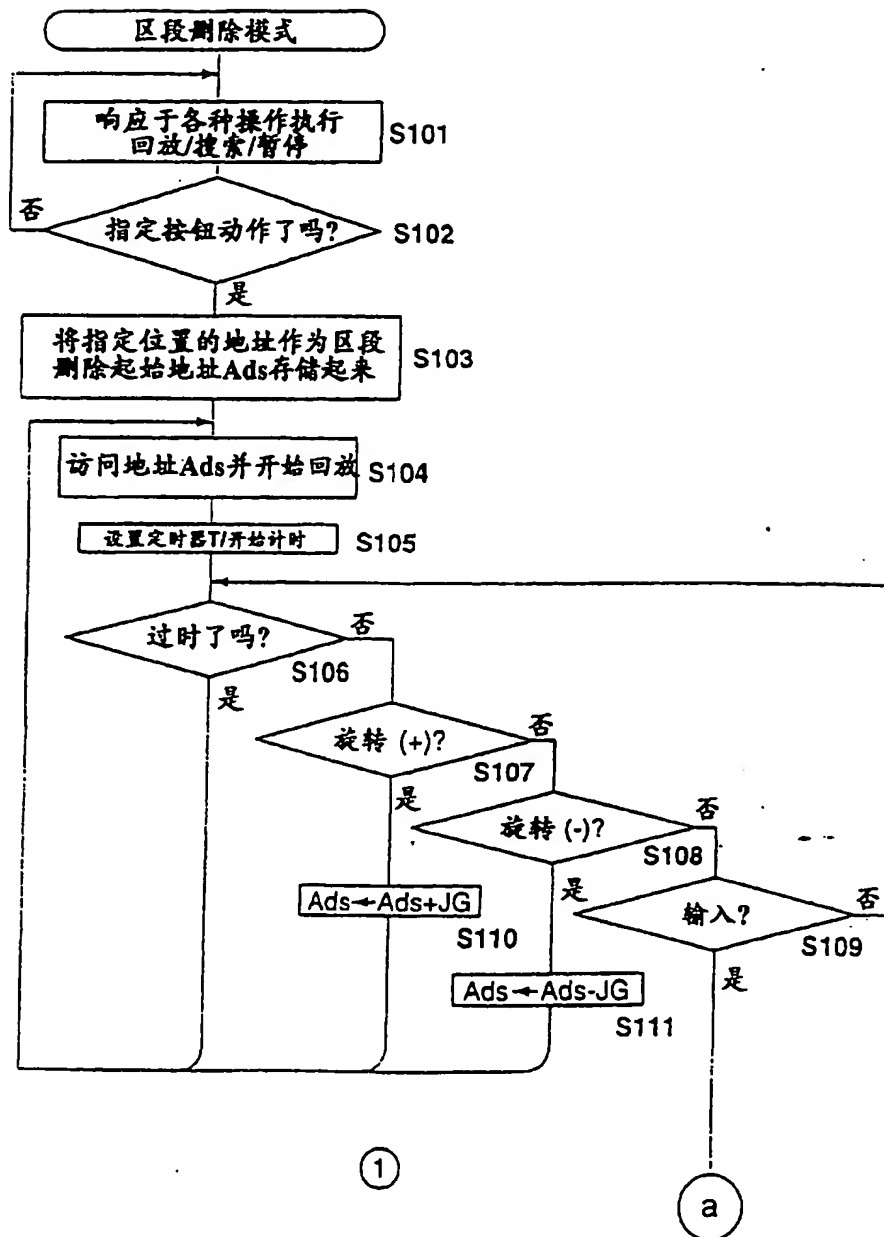 区段删除模式
响应于各种操作执行
回放/搜索/暂停
S101
否
指定按钮动作了吗?
S102
是
将指定位置的地址作为区段
删除起始地址Ads存储起来
S103
访问地址Ads并开始回放
S104
设置定时器T/开始计时
S105
过时了吗?
否
S106
是
旋转 (+)?
否
S107
是
旋转 (-)?
否
S108
是
输入?
否
S109
是
Ads←Ads+JG
S110
Ads←Ads-JG
S111
1
a